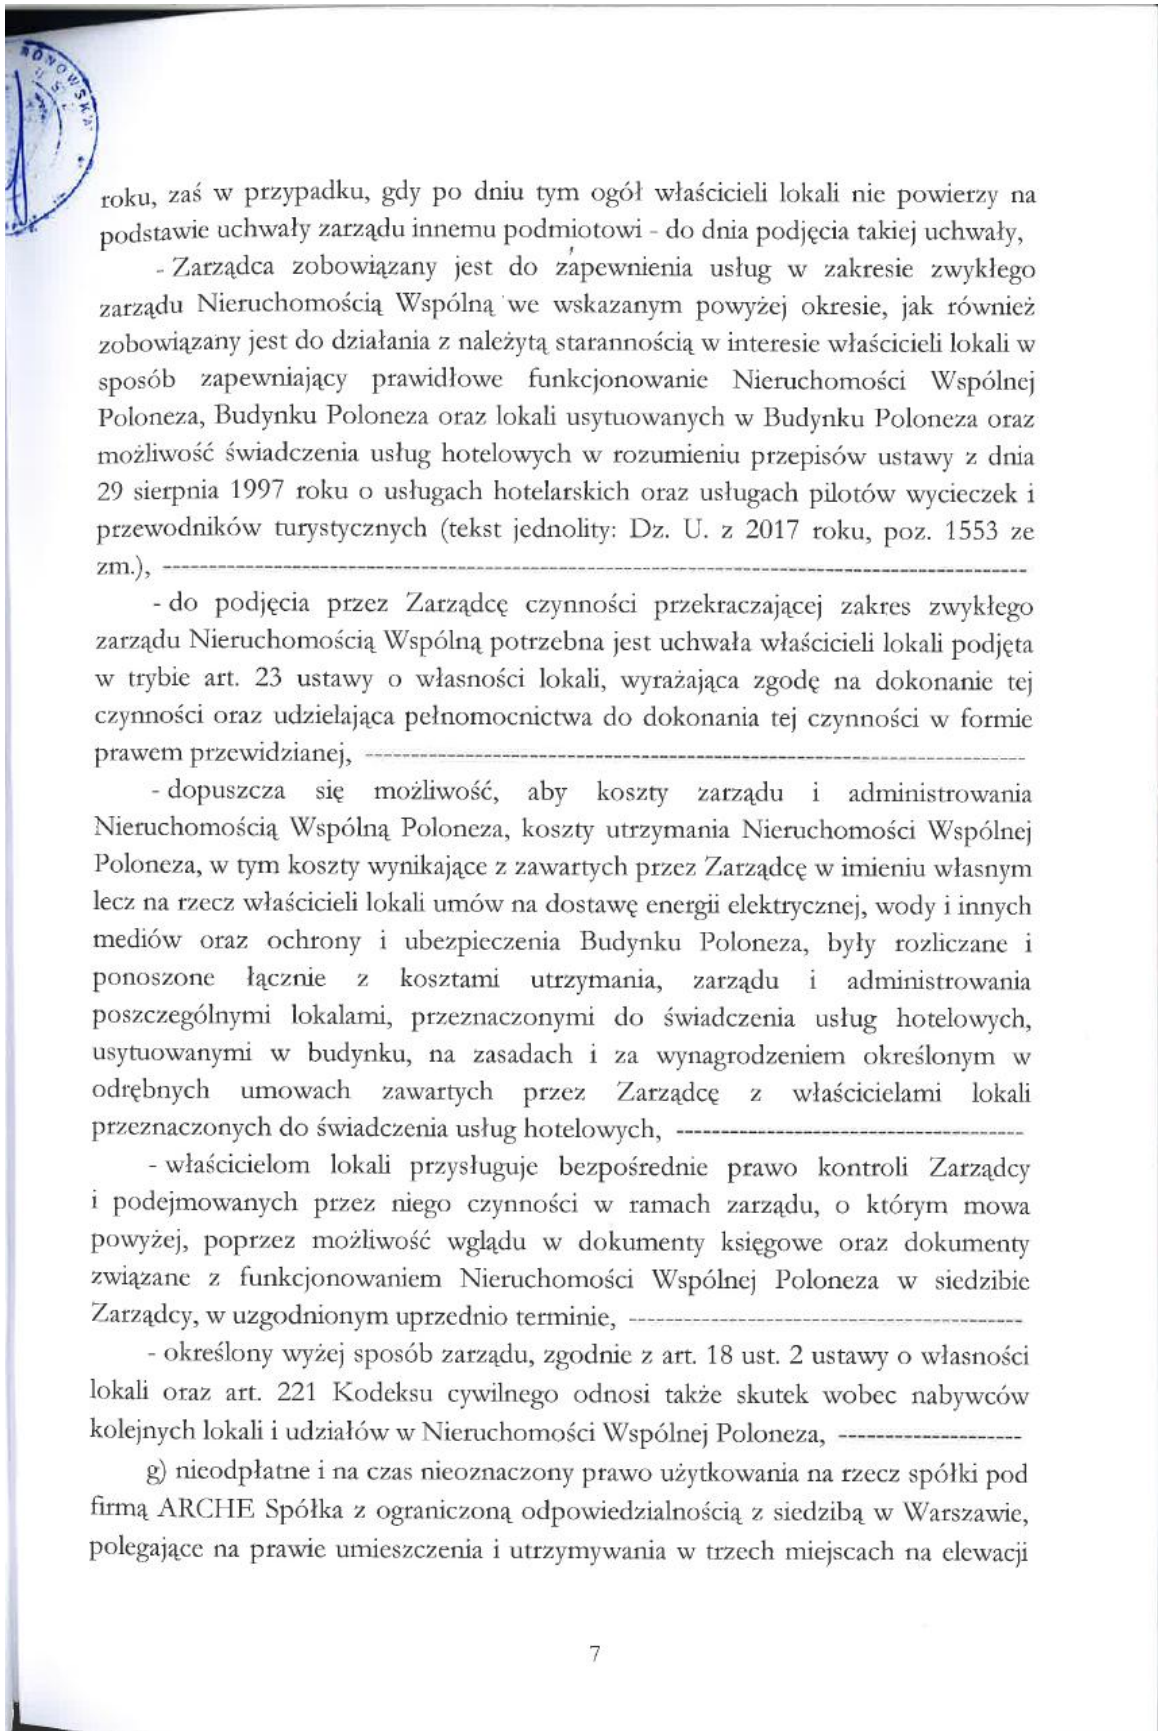 RONOWSKA
roku, zaś w przypadku, gdy po dniu tym ogół właścicieli lokali nie powierzy na
podstawie uchwały zarządu innemu podmiotowi - do dnia podjęcia takiej uchwały,
- Zarządca zobowiązany jest do zapewnienia usług w zakresie zwykłego
zarządu Nieruchomością Wspólną we wskazanym powyżej okresie, jak również
zobowiązany jest do działania z należytą starannością w interesie właścicieli lokali w
sposób zapewniający prawidłowe funkcjonowanie Nieruchomości Wspólnej
Poloneza, Budynku Poloneza oraz lokali usytuowanych w Budynku Poloneza oraz
możliwość świadczenia usług hotelowych w rozumieniu przepisów ustawy z dnia
29 sierpnia 1997 roku o usługach hotelarskich oraz usługach pilotów wycieczek i
przewodników turystycznych (tekst jednolity: Dz. U. z 2017 roku, poz. 1553 ze
zm.), ------------------------------------------------------------
- do podjęcia przez Zarządcę czynności przekraczającej zakres zwykłego
zarządu Nieruchomością Wspólną potrzebna jest uchwała właścicieli lokali podjęta
w trybie art. 23 ustawy o własności lokali, wyrażająca zgodę na dokonanie tej
czynności oraz udzielająca pełnomocnictwa do dokonania tej czynności w formie
prawem przewidzianej, ------------------------------------------------------------
- dopuszcza się możliwość, aby koszty zarządu i administrowania
Nieruchomością Wspólną Poloneza, koszty utrzymania Nieruchomości Wspólnej
Poloneza, w tym koszty wynikające z zawartych przez Zarządcę w imieniu własnym
lecz na rzecz właścicieli lokali umów na dostawę energii elektrycznej, wody i innych
mediów oraz ochrony i ubezpieczenia Budynku Poloneza, były rozliczane i
ponoszone łącznie z kosztami utrzymania, zarządu i administrowania
poszczególnymi lokalami, przeznaczonymi do świadczenia usług hotelowych,
usytuowanymi w budynku, na zasadach i za wynagrodzeniem określonym w
odrębnych umowach zawartych przez Zarządcę z właścicielami lokali
przeznaczonych do świadczenia usług hotelowych, --------------------------------------
- właścicielom lokali przysługuje bezpośrednie prawo kontroli Zarządcy
i podejmowanych przez niego czynności w ramach zarządu, o którym mowa
powyżej, poprzez możliwość wglądu w dokumenty księgowe oraz dokumenty
związane z funkcjonowaniem Nieruchomości Wspólnej Poloneza w siedzibie
Zarządcy, w uzgodnionym uprzednio terminie, -------------------------------------------
- określony wyżej sposób zarządu, zgodnie z art. 18 ust. 2 ustawy o własności
lokali oraz art. 221 Kodeksu cywilnego odnosi także skutek wobec nabywców
kolejnych lokali i udziałów w Nieruchomości Wspólnej Poloneza, --------------------
g) nieodpłatne i na czas nieoznaczony prawo użytkowania na rzecz spółki pod
firmą ARCHE Spółka z ograniczoną odpowiedzialnością z siedzibą w Warszawie,
polegające na prawie umieszczenia i utrzymywania w trzech miejscach na elewacji
7